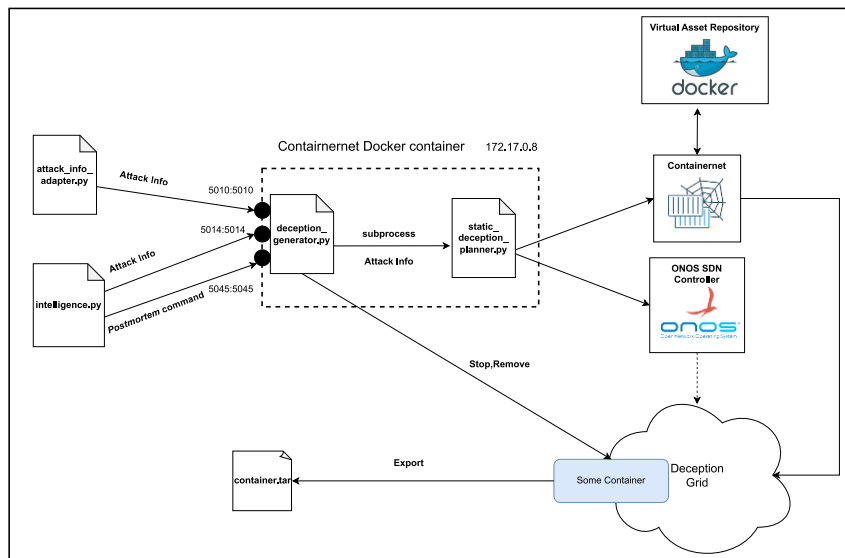 Virtual Asset Repository
docker
Contairnernet Docker container
172.17.0.8
attack_info_
adapter.py
Attack Info
5010:5010
Containernet
5014:5014
deception_
generator.py
subprocess
Attack Info
static_
deception_
planner.py
Attack Info
intelligence.py
5045:5045
Postmortem command
ONOS SDN
Controller
onos
Open Network Operating System
Stop,Remove
Export
container.tar
Some Container
Deception
Grid